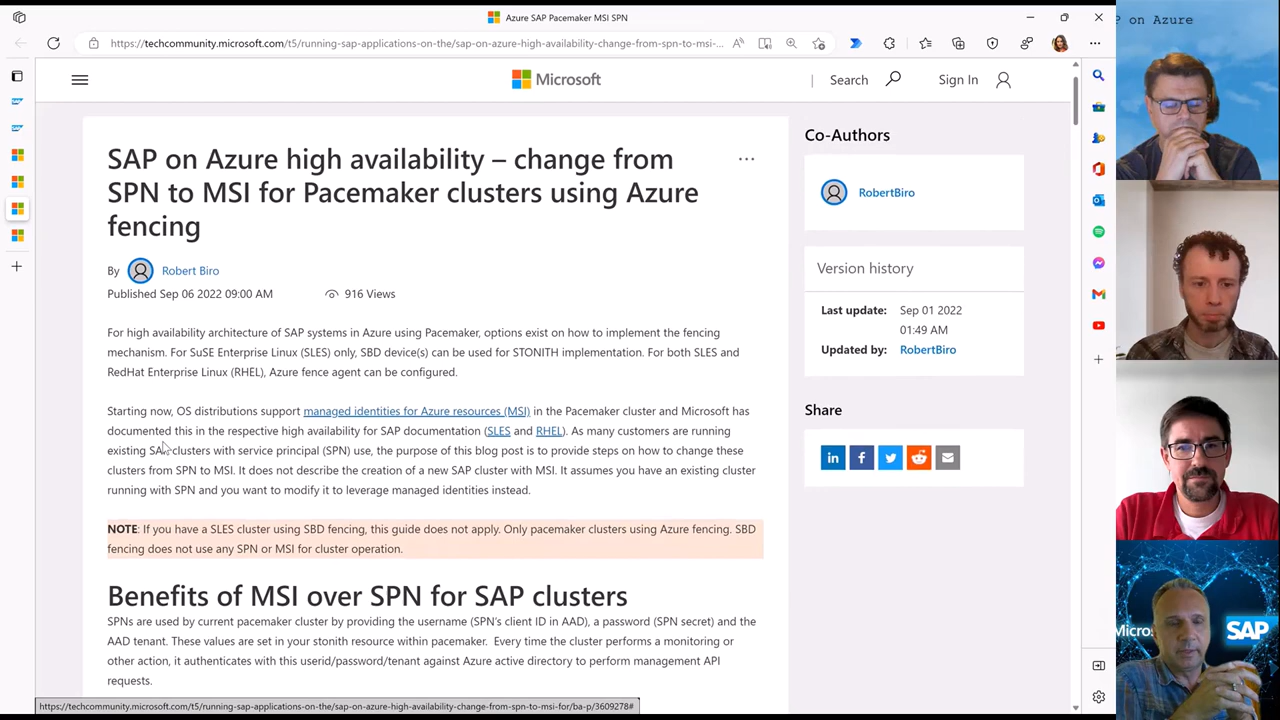 Azure SAP Pacemaker MSI SPN
https://techcommunity.microsoft.com/t5/running-sap-applications-on-the/sap-on-azure-high-availability-change-from-spn-to-msi-...
Microsoft
Search
Sign In
SAP on Azure high availability – change from
SPN to MSI for Pacemaker clusters using Azure
fencing
By Robert Biro
Published Sep 06 2022 09:00 AM 916 Views
For high availability architecture of SAP systems in Azure using Pacemaker, options exist on how to implement the fencing
mechanism. For SuSE Enterprise Linux (SLES) only, SBD device(s) can be used for STONITH implementation. For both SLES and
RedHat Enterprise Linux (RHEL), Azure fence agent can be configured.
Starting now, OS distributions support managed identities for Azure resources (MSI) in the Pacemaker cluster and Microsoft has
documented this in the respective high availability for SAP documentation (SLES and RHEL). As many customers are running
existing SAP clusters with service principal (SPN) use, the purpose of this blog post is to provide steps on how to change these
clusters from SPN to MSI. It does not describe the creation of a new SAP cluster with MSI. It assumes you have an existing cluster
running with SPN and you want to modify it to leverage managed identities instead.
NOTE: If you have a SLES cluster using SBD fencing, this guide does not apply. Only pacemaker clusters using Azure fencing. SBD
fencing does not use any SPN or MSI for cluster operation.
Benefits of MSI over SPN for SAP clusters
SPNs are used by current pacemaker cluster by providing the username (SPN's client ID in AAD), a password (SPN secret) and the
AAD tenant. These values are set in your stonith resource within pacemaker. Every time the cluster performs a monitoring or
other action, it authenticates with this userid/password/tenant against Azure active directory to perform management API
requests.
Co-Authors
RobertBiro
Version history
Last update: Sep 01 2022
01:49 AM
Updated by: RobertBiro
Share
https://techcommunity.microsoft.com/t5/running-sap-applications-on-the/sap-on-azure-high-availability-change-from-spn-to-msi-for/ba-p/3609278#
P on Azure
Micros
SAP